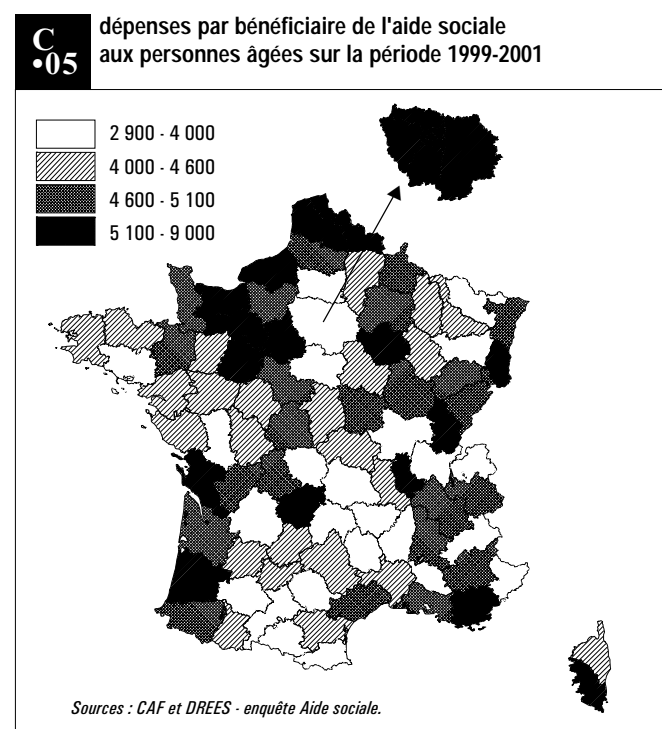 C
•05
dépenses par bénéficiaire de l'aide sociale
aux personnes âgées sur la période 1999-2001
2 900 - 4 000
4 000 - 4 600
4 600 - 5 100
5 100 - 9 000
Sources : CAF et DREES - enquête Aide sociale.